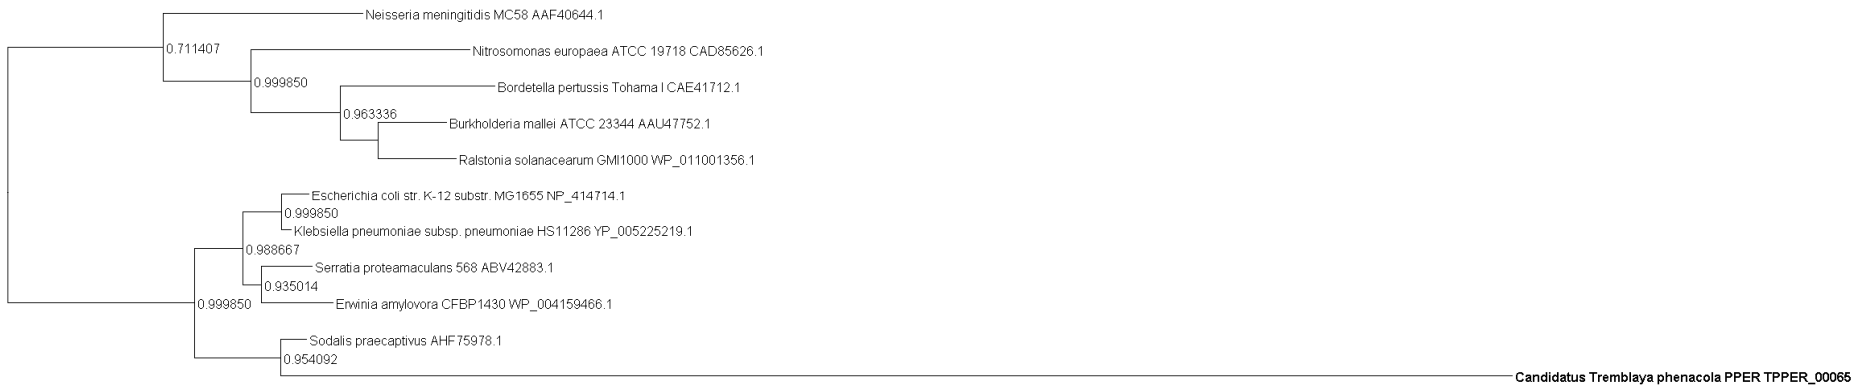 Neisseria meningitidis MC58 AAF40644.1
0.711407
Nitrosomonas europaea ATCC 19718 CAD85626.1
0.999850
Bordetella pertussis Tohama I CAE41712.1
0.963336
Burkholderia mallei ATCC 23344 AAU47752.1
Ralstonia solanacearum GMI1000 WP_011001356.1
Escherichia coli str. K-12 substr. MG1655 NP_414714.1
0.999850
Klebsiella pneumoniae subsp. pneumoniae HS11286 YP_005225219.1
0.988667
Serratia proteamaculans 568 ABV42883.1
0.935014
Erwinia amylovora CFBP1430 WP_004159466.1
0.999850
Sodalis praecaptivus AHF75978.1
0.954092
Candidatus Tremblaya phenacola PPER TPPER_00065